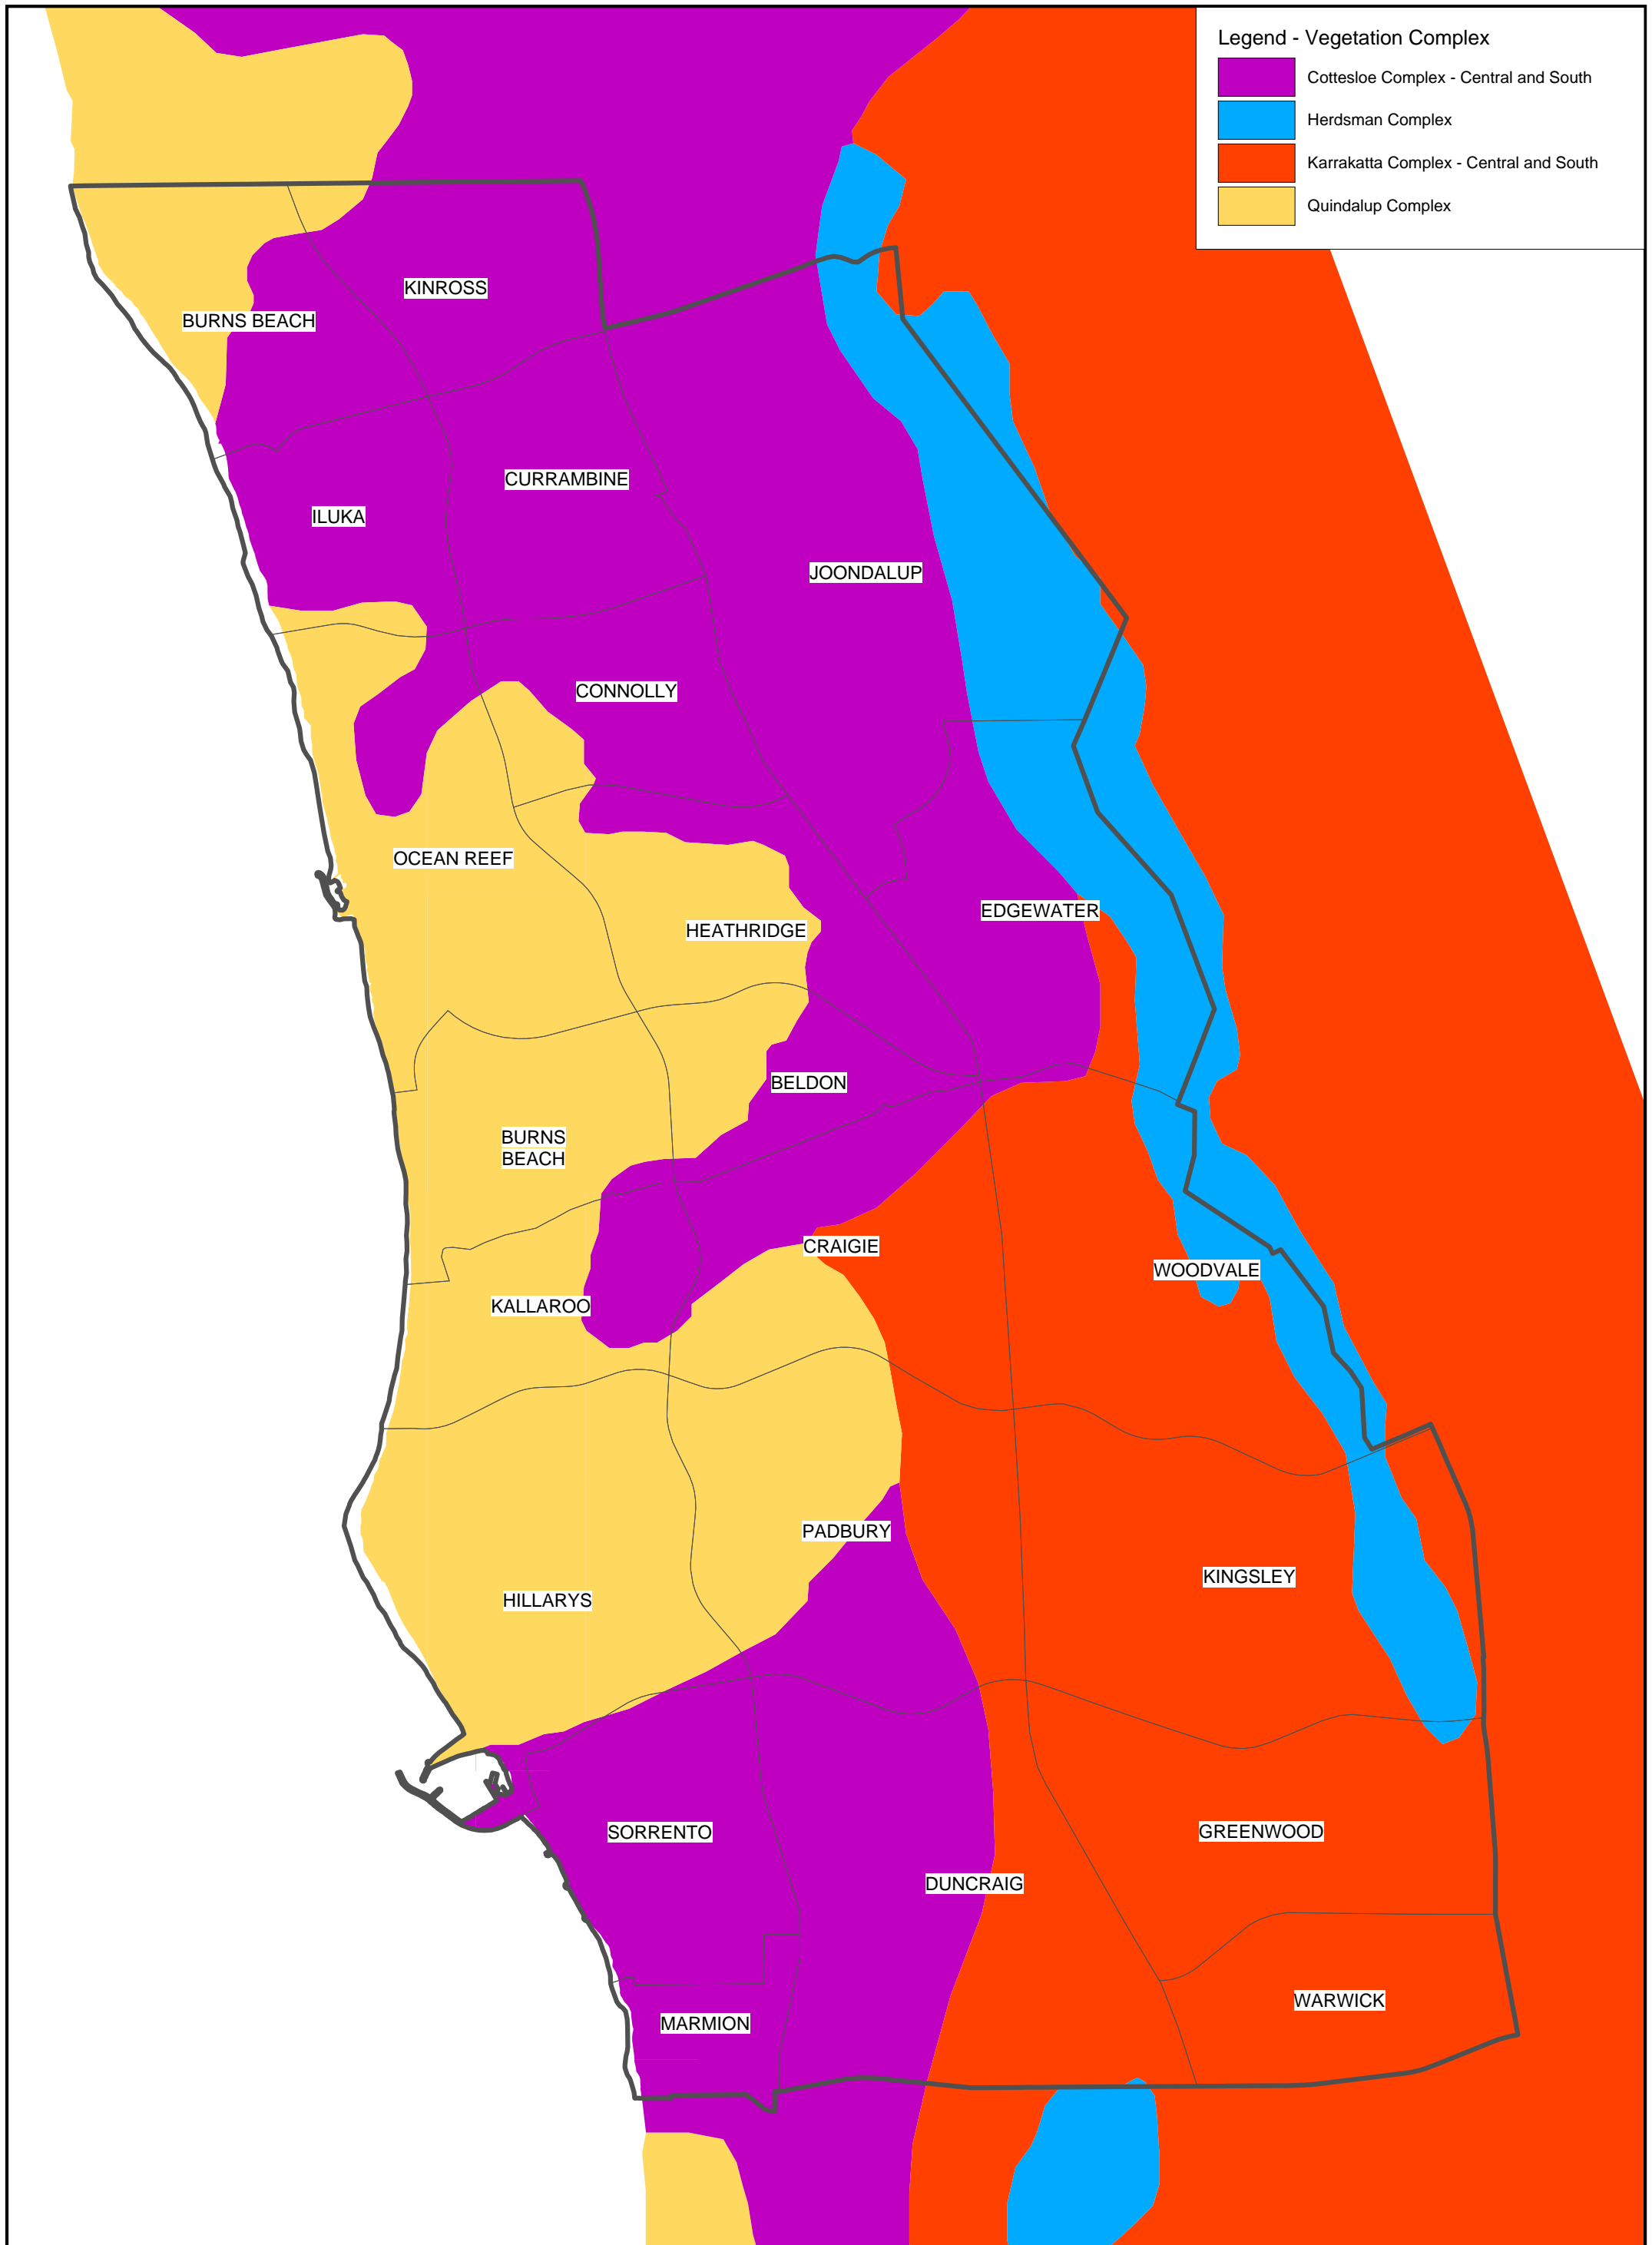 Legend - Vegetation Complex
Cottesloe Complex - Central and South
Herdsman Complex
Karrakatta Complex - Central and South
Quindalup Complex
KINROSS
BURNS BEACH
CURRAMBINE
ILUKA
JOONDALUP
CONNOLLY
OCEAN REEF
EDGEWATER
HEATHRIDGE
BELDON
BURNS
BEACH
CRAIGIE
WOODVALE
KALLAROO
PADBURY
KINGSLEY
HILLARYS
SORRENTO
GREENWOOD
DUNCRAIG
WARWICK
MARMION